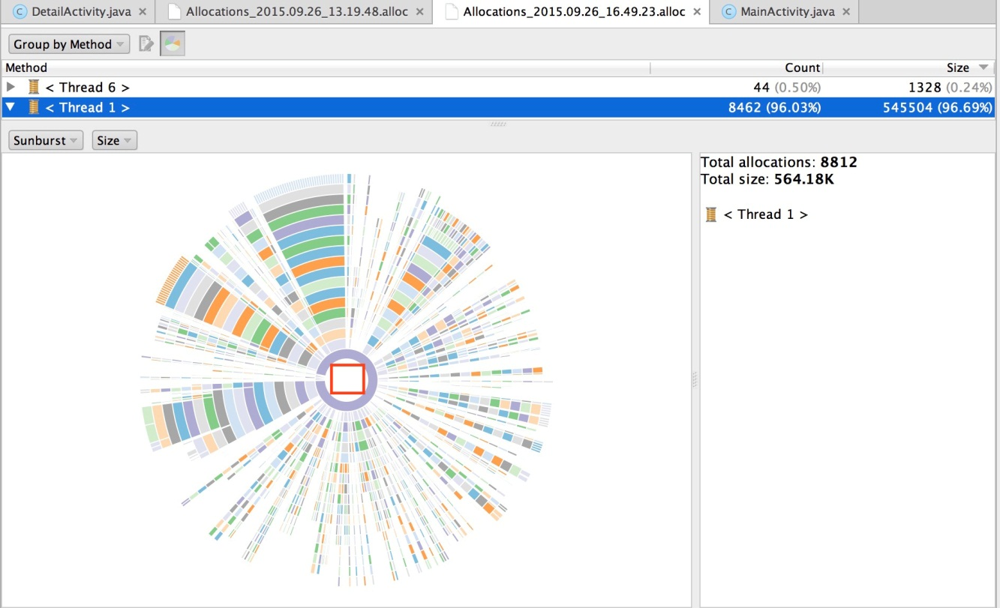 C DetailActivity.java × Allocations_2015.09.26_13.19.48.alloc × Allocations_2015.09.26_16.49.23.alloc × C MainActivity.java ×
Group by Method
Method Count Size
< Thread 6 > 44 (0.50%) 1328 (0.24%)
< Thread 1 > 8462 (96.03%) 545504 (96.69%)
Sunburst Size
Total allocations: 8812
Total size: 564.18K
< Thread 1 >